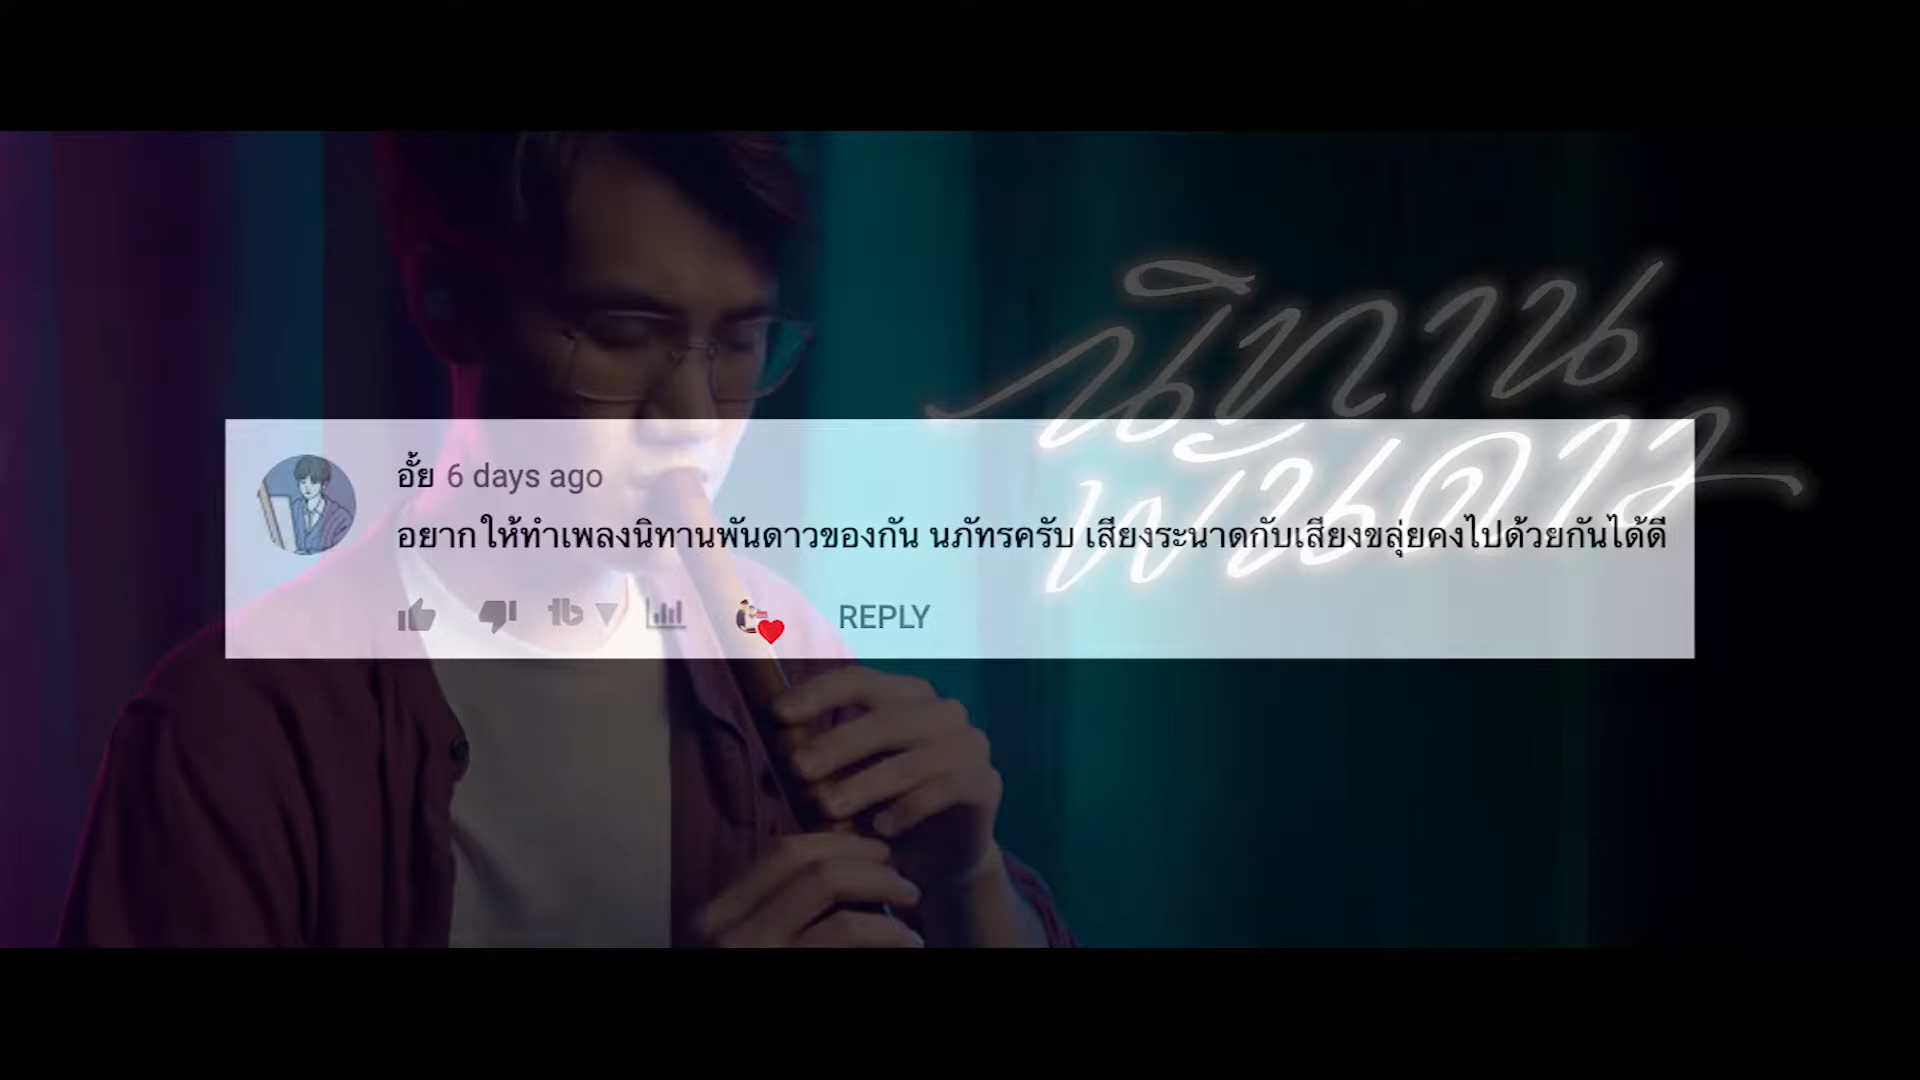 นิทาน
พันดาว
อั้ย 6 days ago
อยากให้ทำเพลงนิทานพันดาวของกัน นภัทรครับ เสียงระนาดกับเสียงขลุ่ยคงไปด้วยกันได้ดี
REPLY